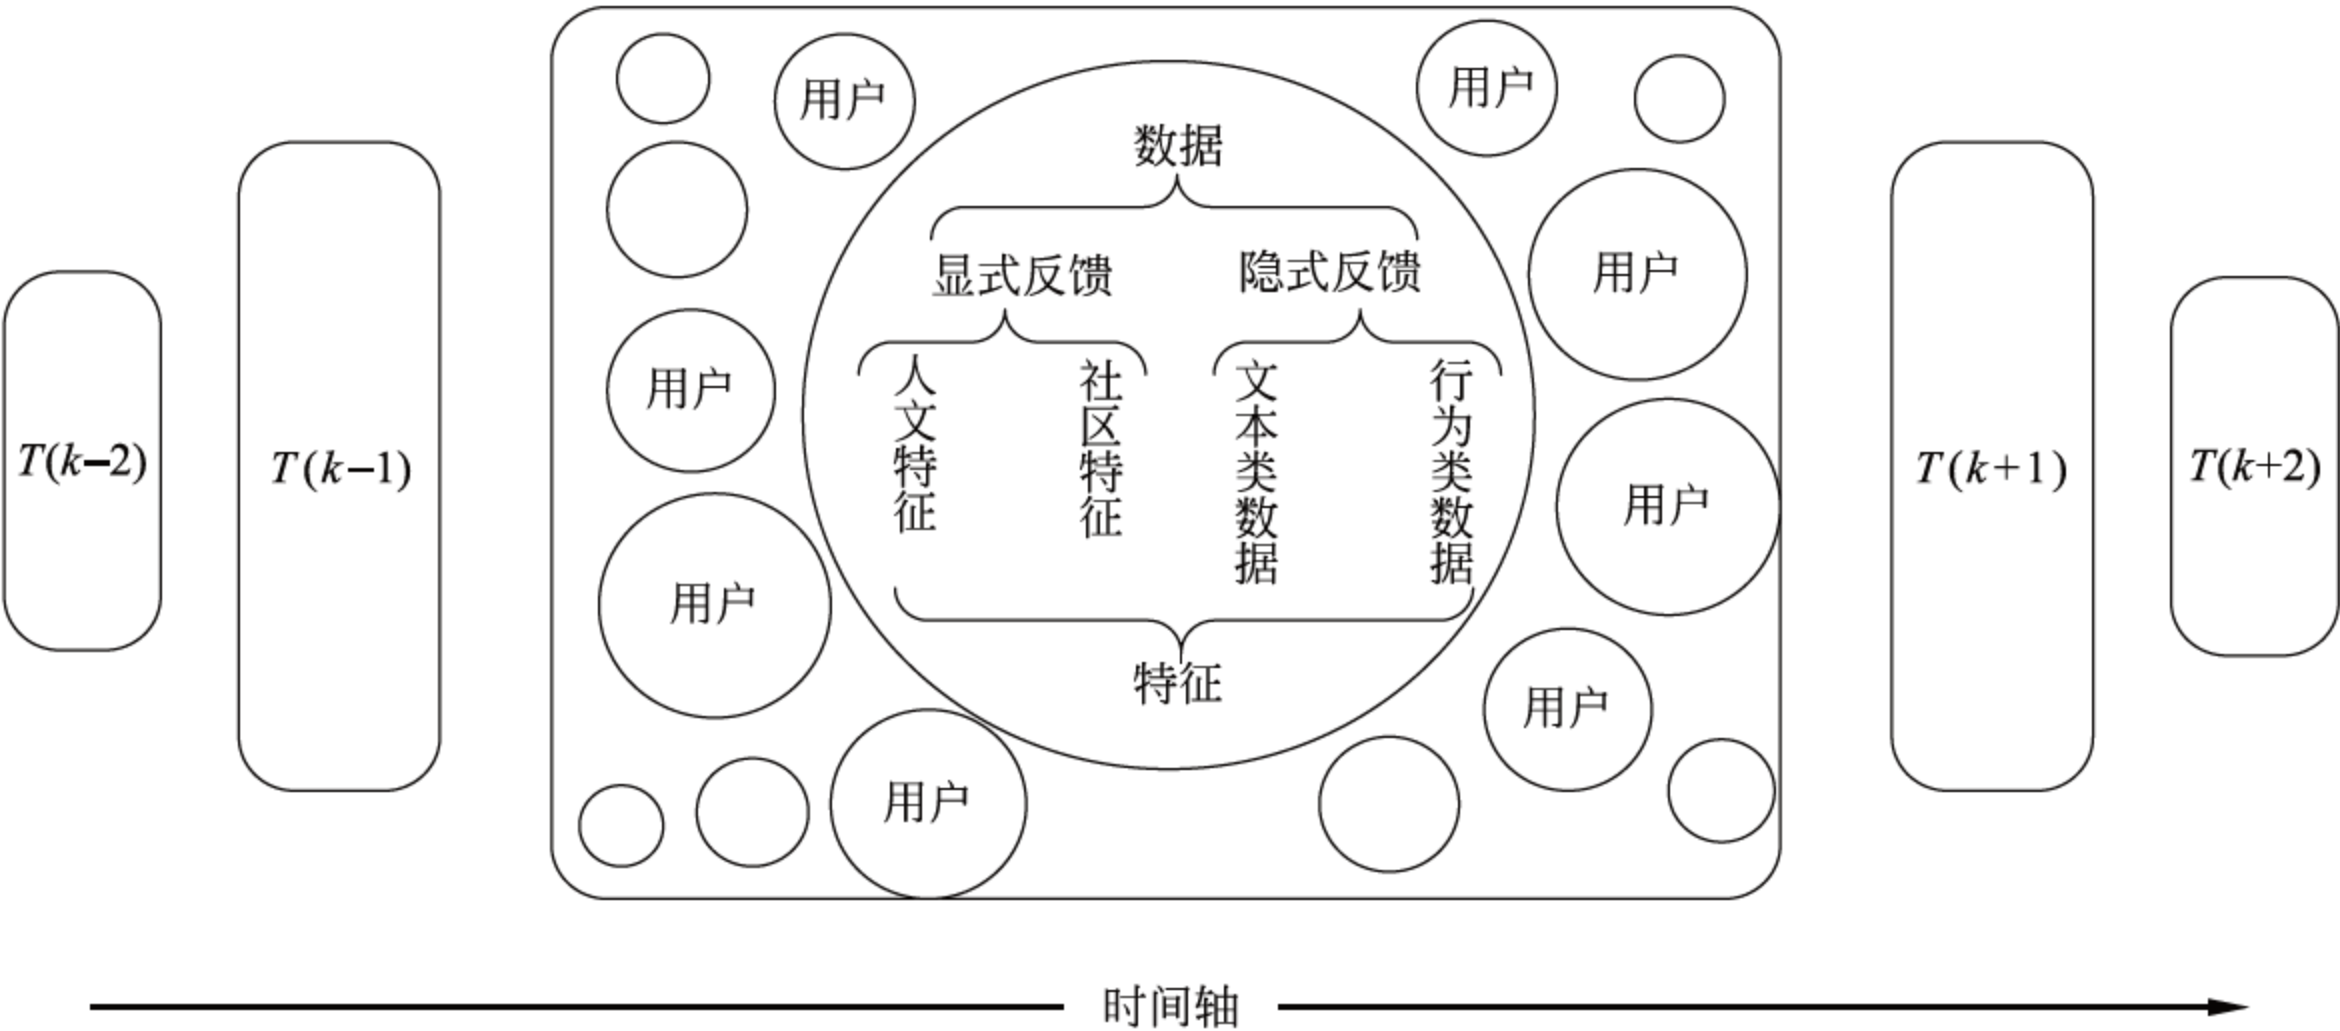 用户
用户
数据
显式反馈
隐式反馈
用户
用户
人文特征
社区特征
文本类数据
行为类数据
T(k−2)
T(k−1)
用户
T(k+1)
T(k+2)
用户
特征
用户
用户
时间轴